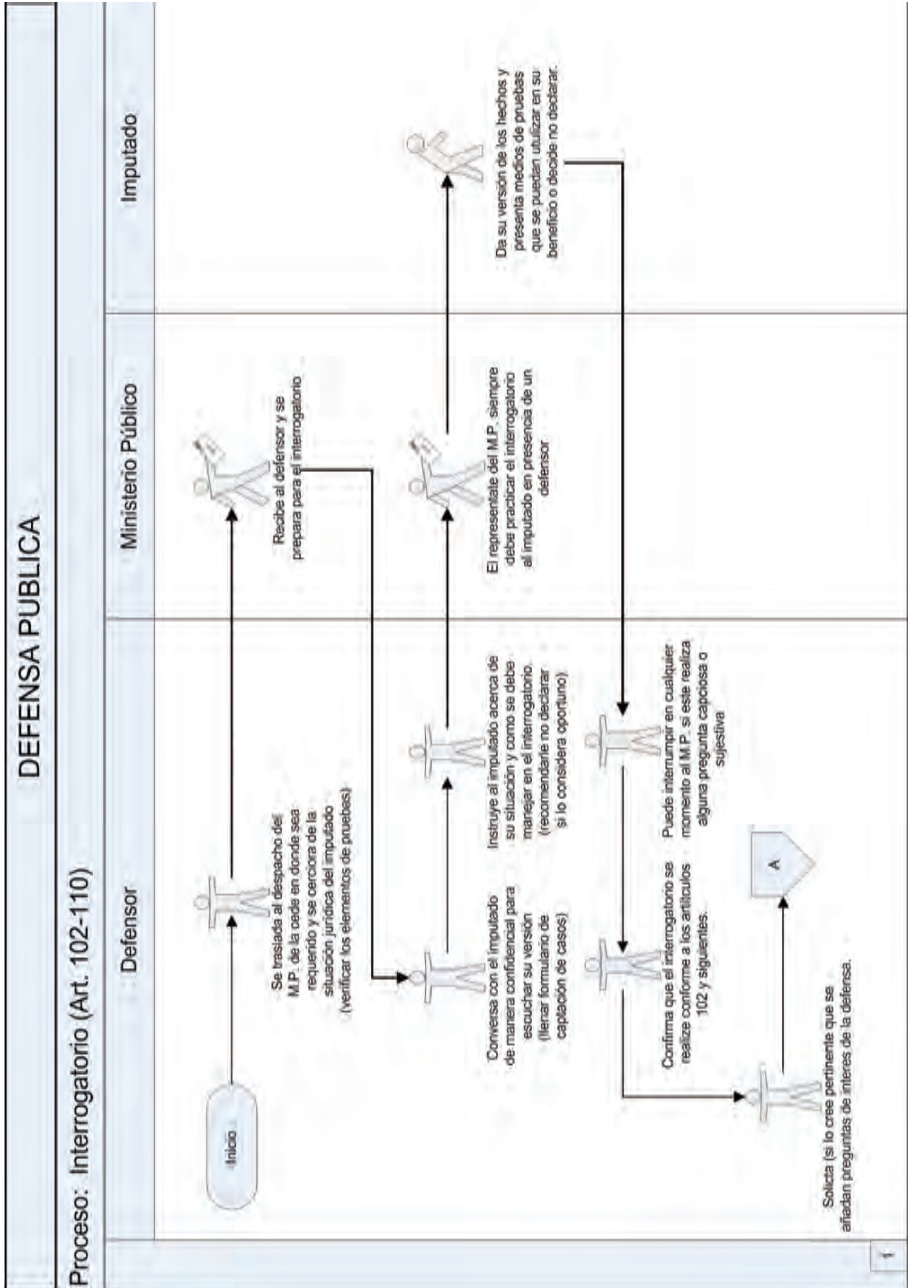 DEFENSA PUBLICA
Proceso: Interrogatorio (Art. 102-110)
Defensor
Ministerio Público
Imputado
Inicio
Se traslada al despacho del
M.P. de la cede en donde sea
requerido y se cerciora de la
situación jurídica del imputado
(verificar los elementos de pruebas)
Recibe al defensor y se
prepara para el interrogatorio
Conversa con el imputado
de manera confidencial para
escuchar su versión
(llenar formulario de
captación de casos)
Instruye al imputado acerca de
su situación y como se debe
manejar en el interrogatorio.
(recomendarle no declarar
si lo considera oportuno)
El representate del M.P. siempre
debe practicar el interrogatorio
al imputado en presencia de un
defensor
Da su versión de los hechos y
presenta medios de pruebas
que se puedan utulizar en su
beneficio o decide no declarar.
Confirma que el interrogatorio se
realize conforme a los artículos
102 y siguientes.
Puede interrumpir en cualquier
momento al M.P. si este realiza
alguna pregunta capciosa o
sujestiva
Solicta (si lo cree pertinente que se
añadan preguntas de interes de la defensa.
A
1